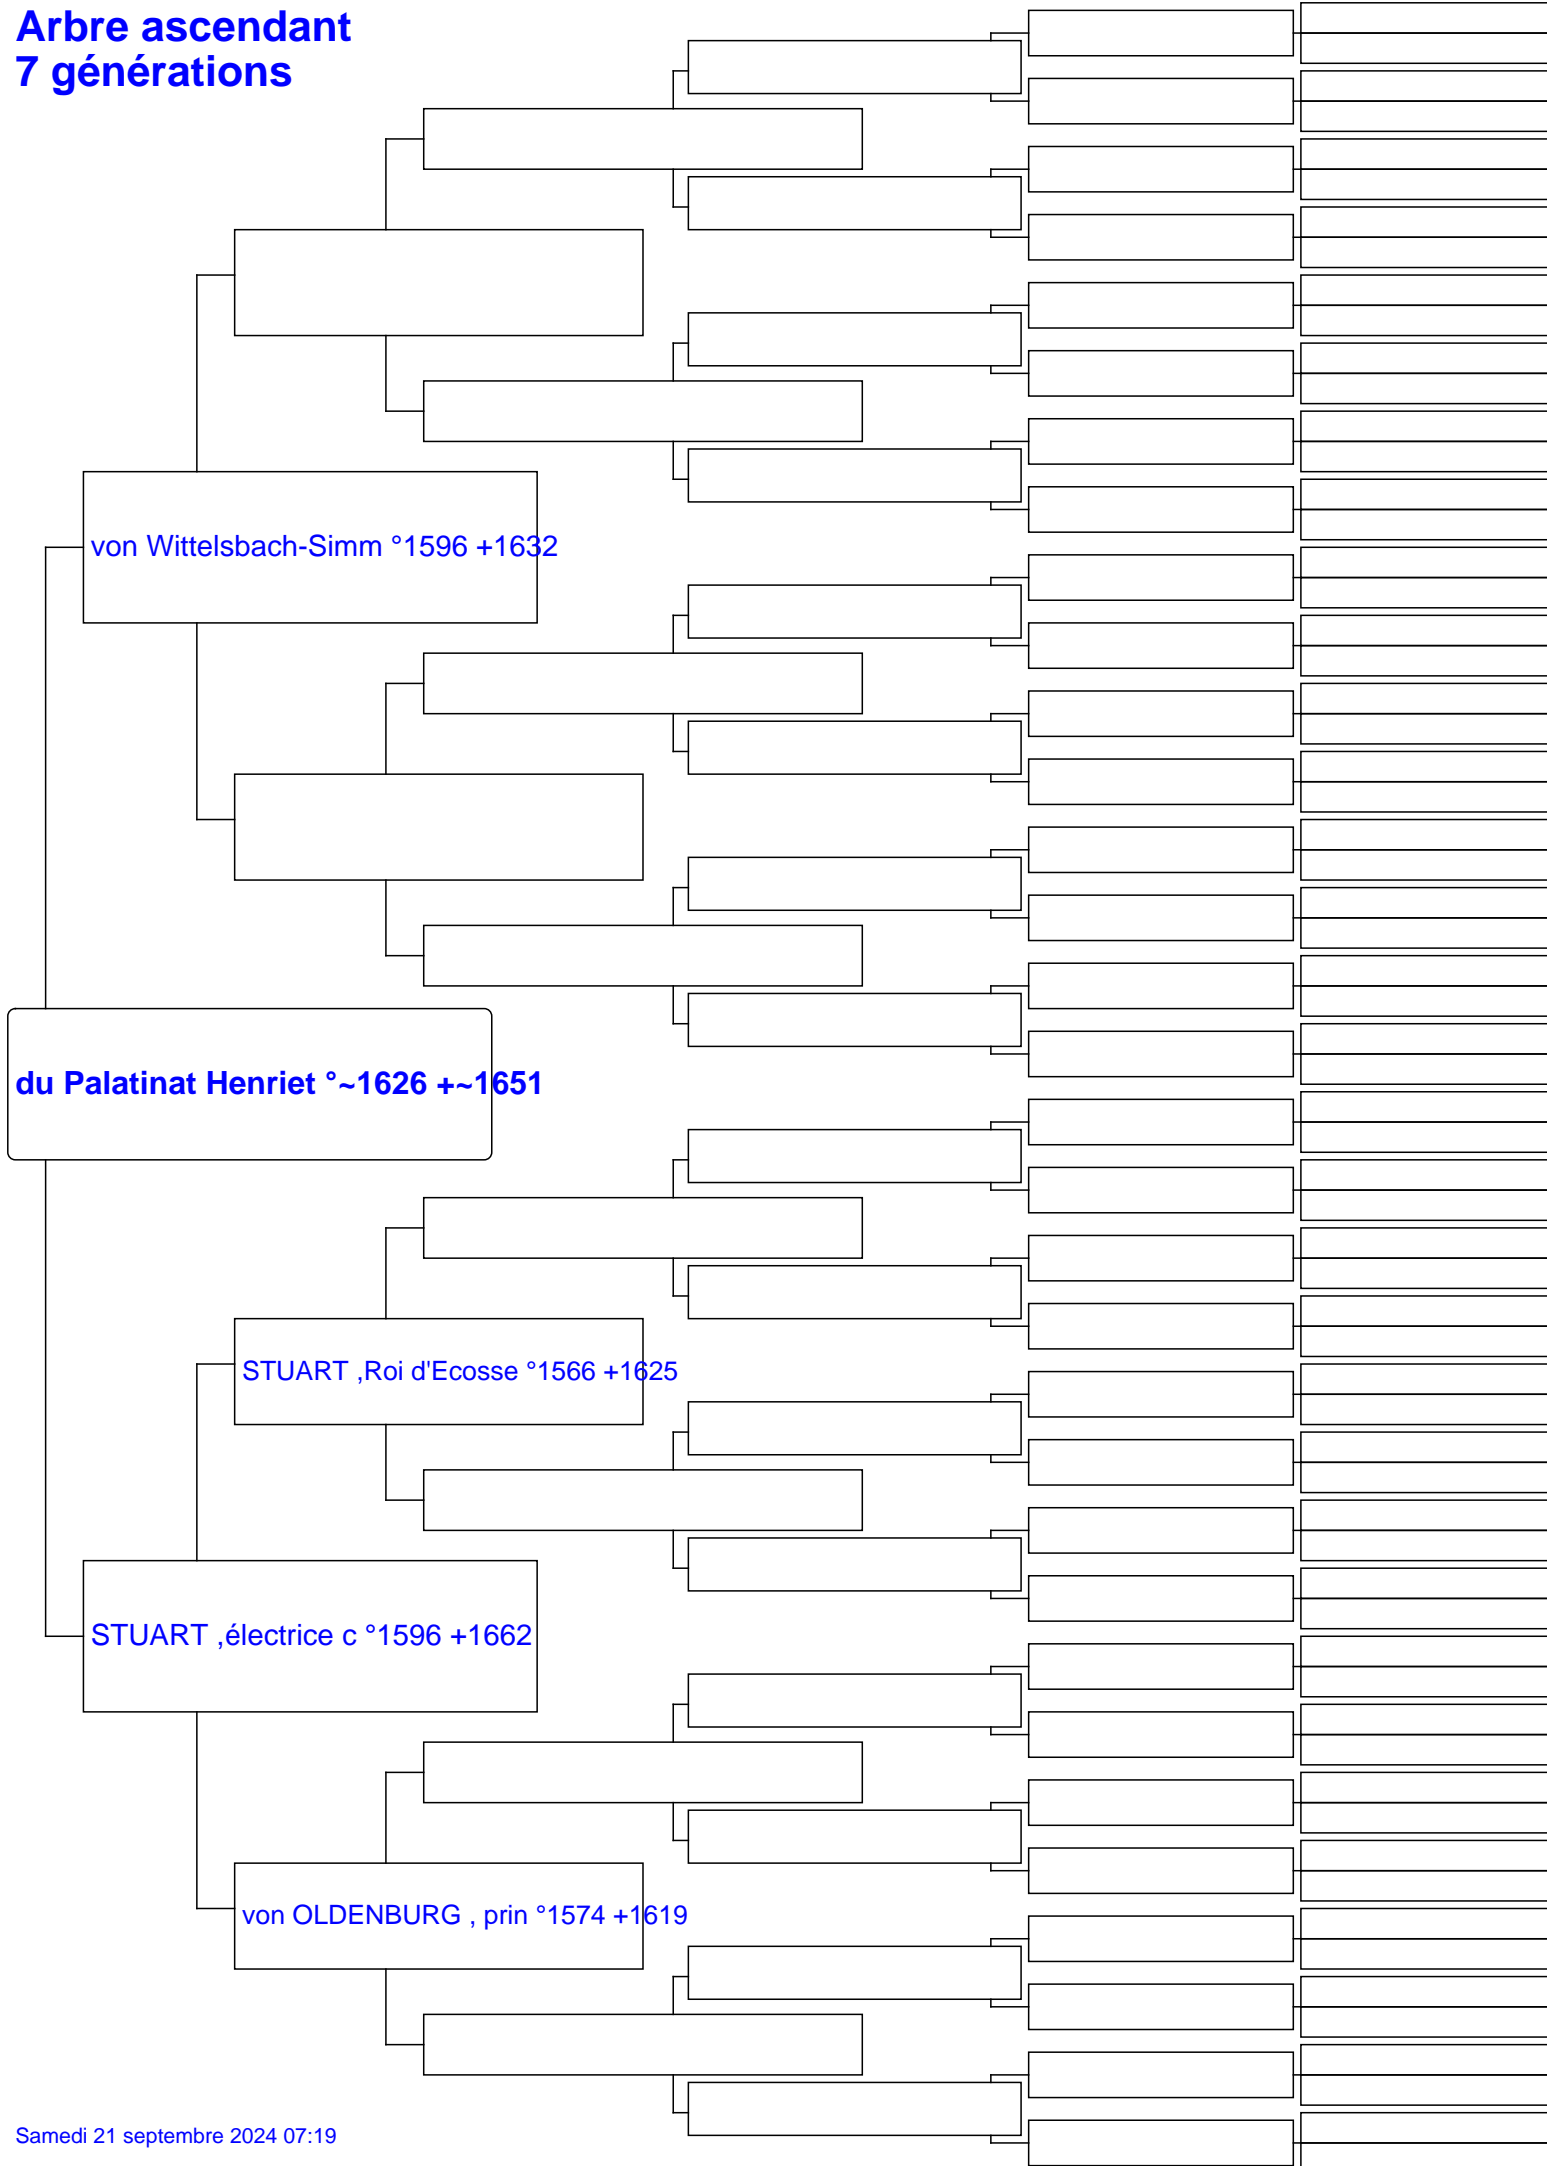 Arbre ascendant
7 générations
von Wittelsbach-Simm °1596 +1632
du Palatinat Henriet °~1626 +~1651
STUART ,Roi d'Ecosse °1566 +1625
STUART ,électrice c °1596 +1662
von OLDENBURG , prin °1574 +1619
Samedi 21 septembre 2024 07:19